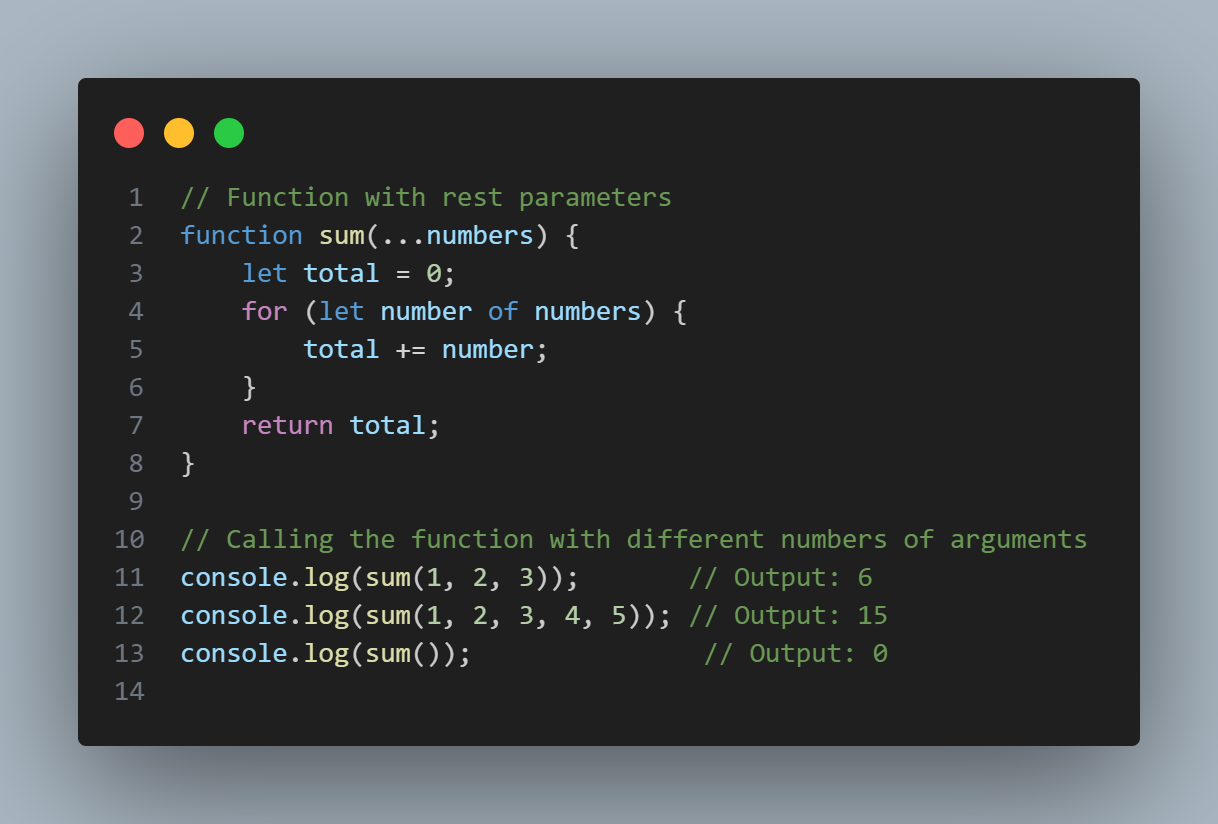 1 // Function with rest parameters
2 function sum(...numbers) {
3     let total = 0;
4     for (let number of numbers) {
5         total += number;
6     }
7     return total;
8 }
9
10 // Calling the function with different numbers of arguments
11 console.log(sum(1, 2, 3));       // Output: 6
12 console.log(sum(1, 2, 3, 4, 5)); // Output: 15
13 console.log(sum());               // Output: 0
14